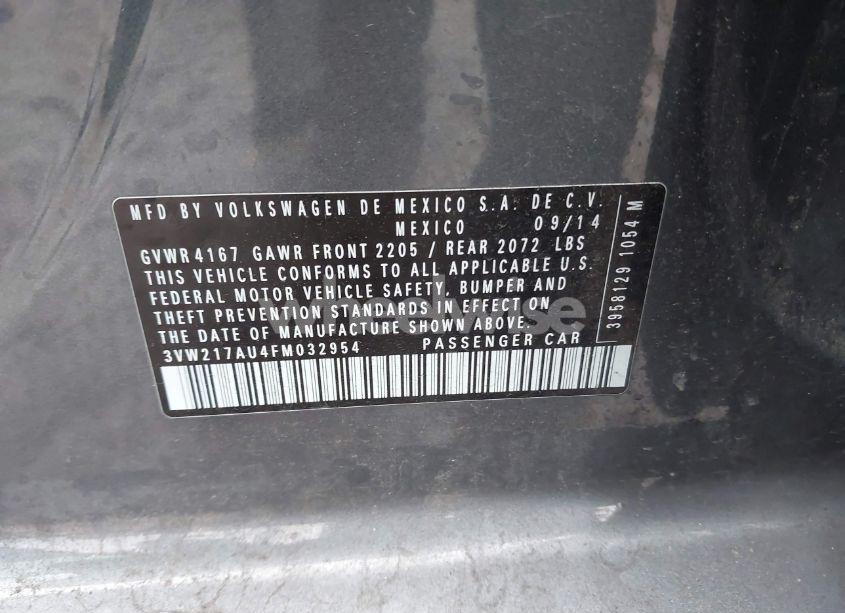 MFD BY VOLKSWAGEN DE MEXICO S.A. DE C.V.
MEXICO 09/14
GVWR 4167 GAWR FRONT 2205 / REAR 2072 LBS
THIS VEHICLE CONFORMS TO ALL APPLICABLE U.S.
FEDERAL MOTOR VEHICLE SAFETY, BUMPER AND
THEFT PREVENTION STANDARDS IN EFFECT ON
THE DATE OF MANUFACTURE SHOWN ABOVE.
3VW217AU4FM032954 PASSENGER CAR
3958129 1054 M